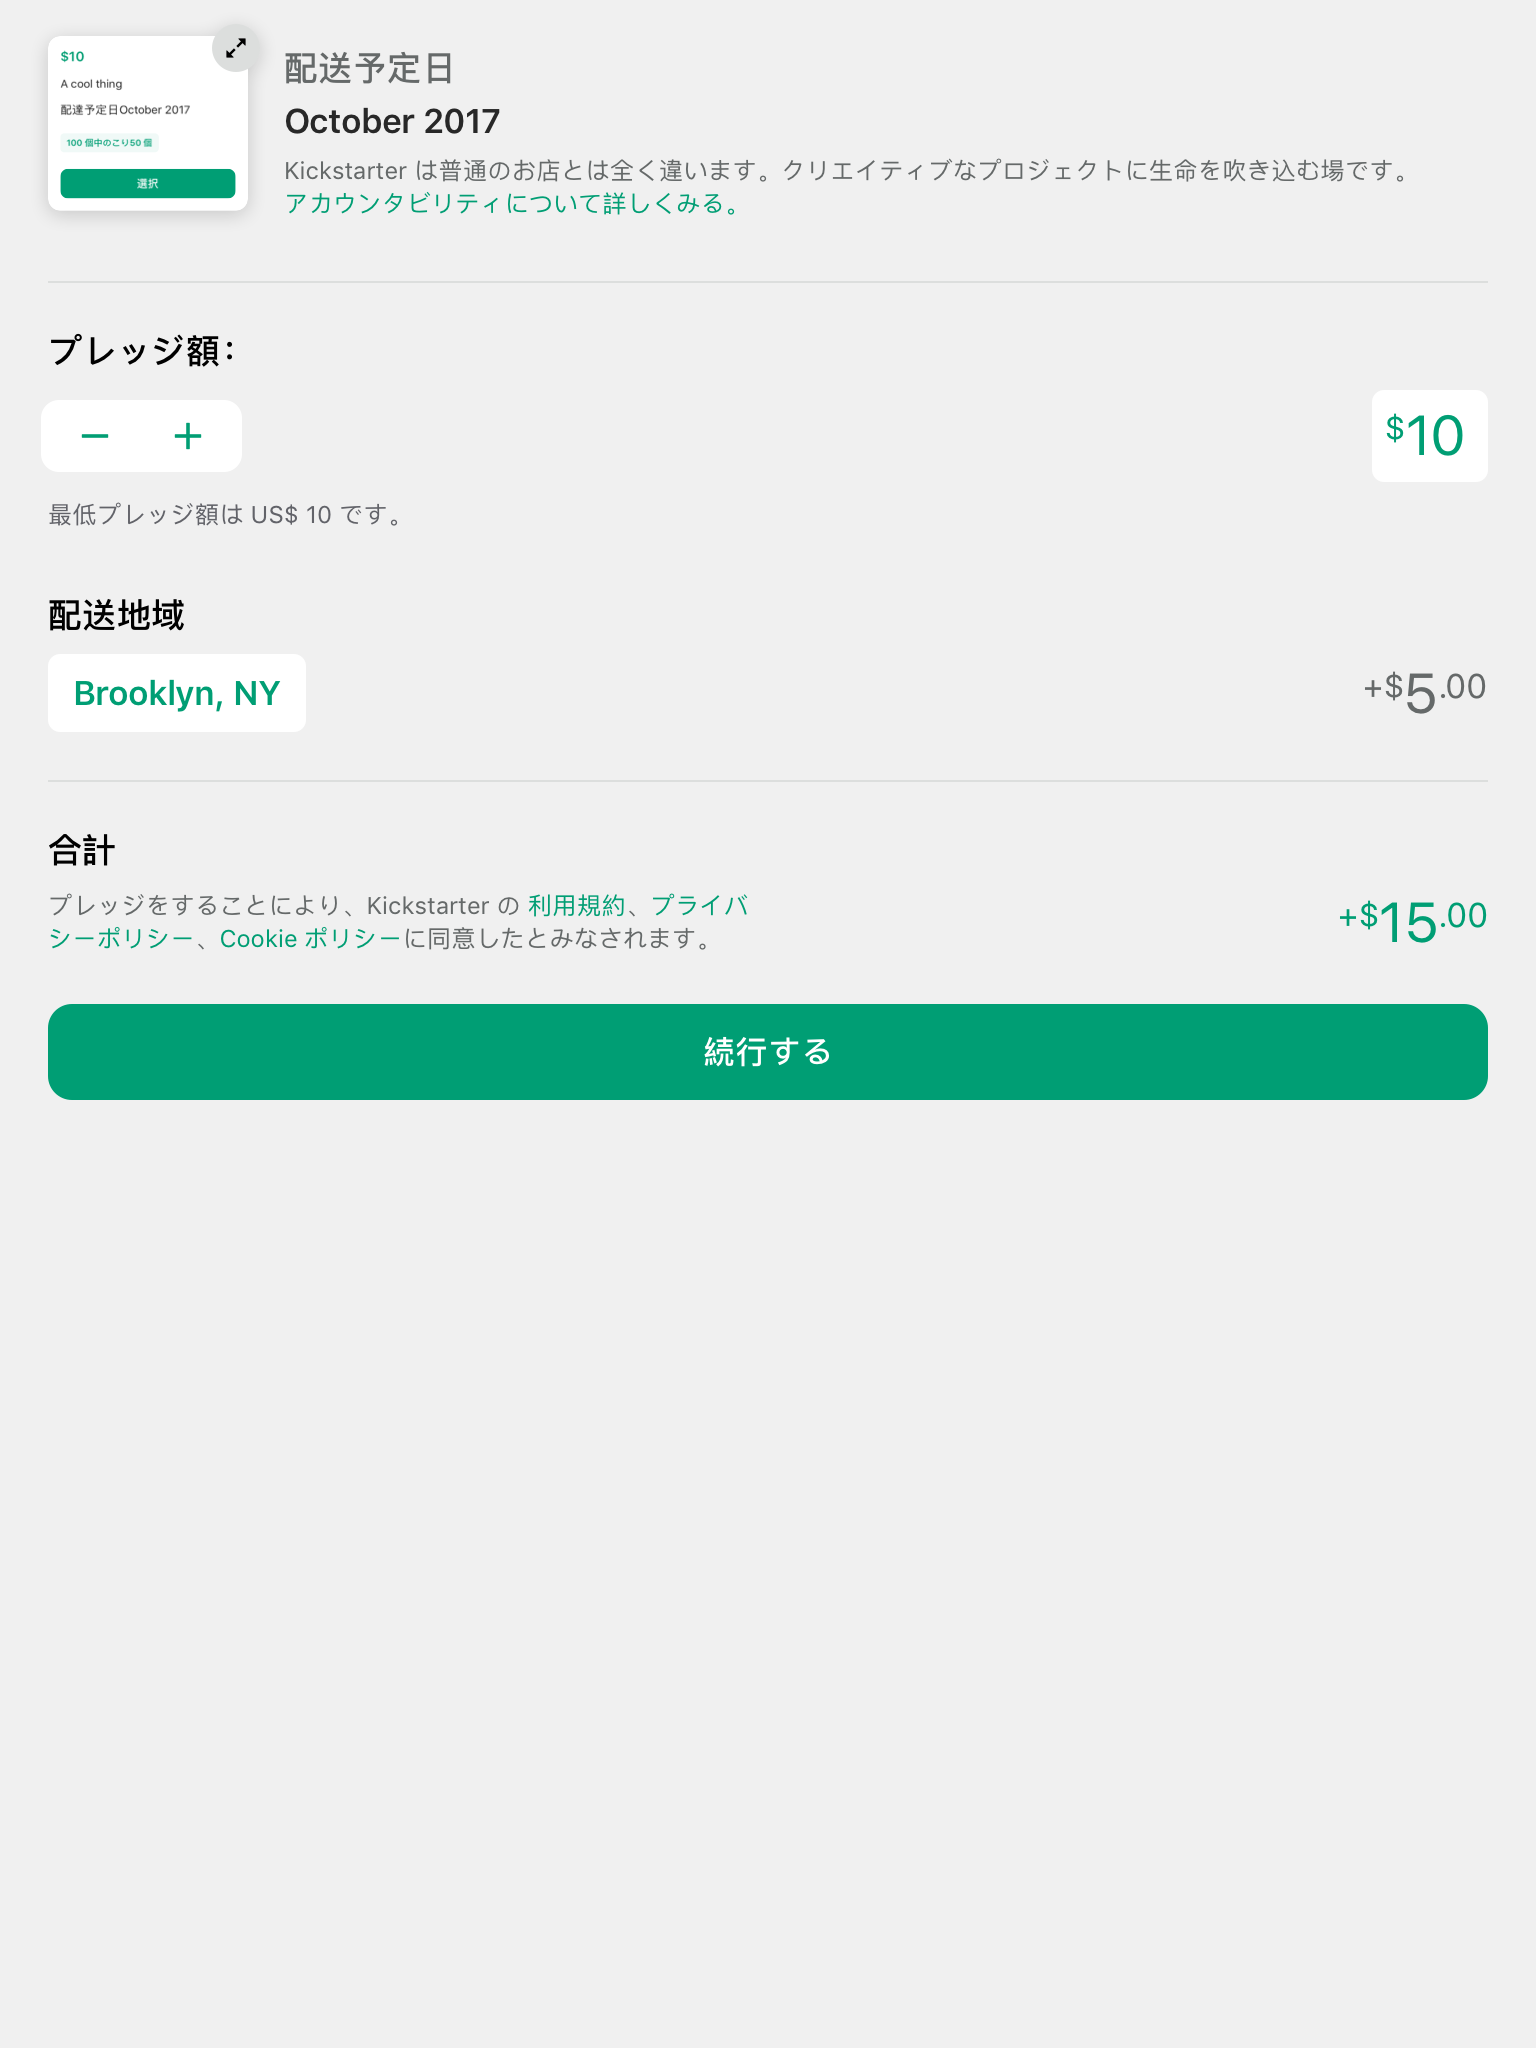 $10
A cool thing
配達予定日October 2017
100 個中のこり50 個
選択
配送予定日
October 2017
Kickstarter は普通のお店とは全く違います。クリエイティブなプロジェクトに生命を吹き込む場です。
アカウンタビリティについて詳しくみる。
プレッジ額：
− +
$10
最低プレッジ額は US$ 10 です。
配送地域
Brooklyn, NY
+$5.00
合計
プレッジをすることにより、Kickstarter の 利用規約、プライバ
シーポリシー、Cookie ポリシーに同意したとみなされます。
+$15.00
続行する